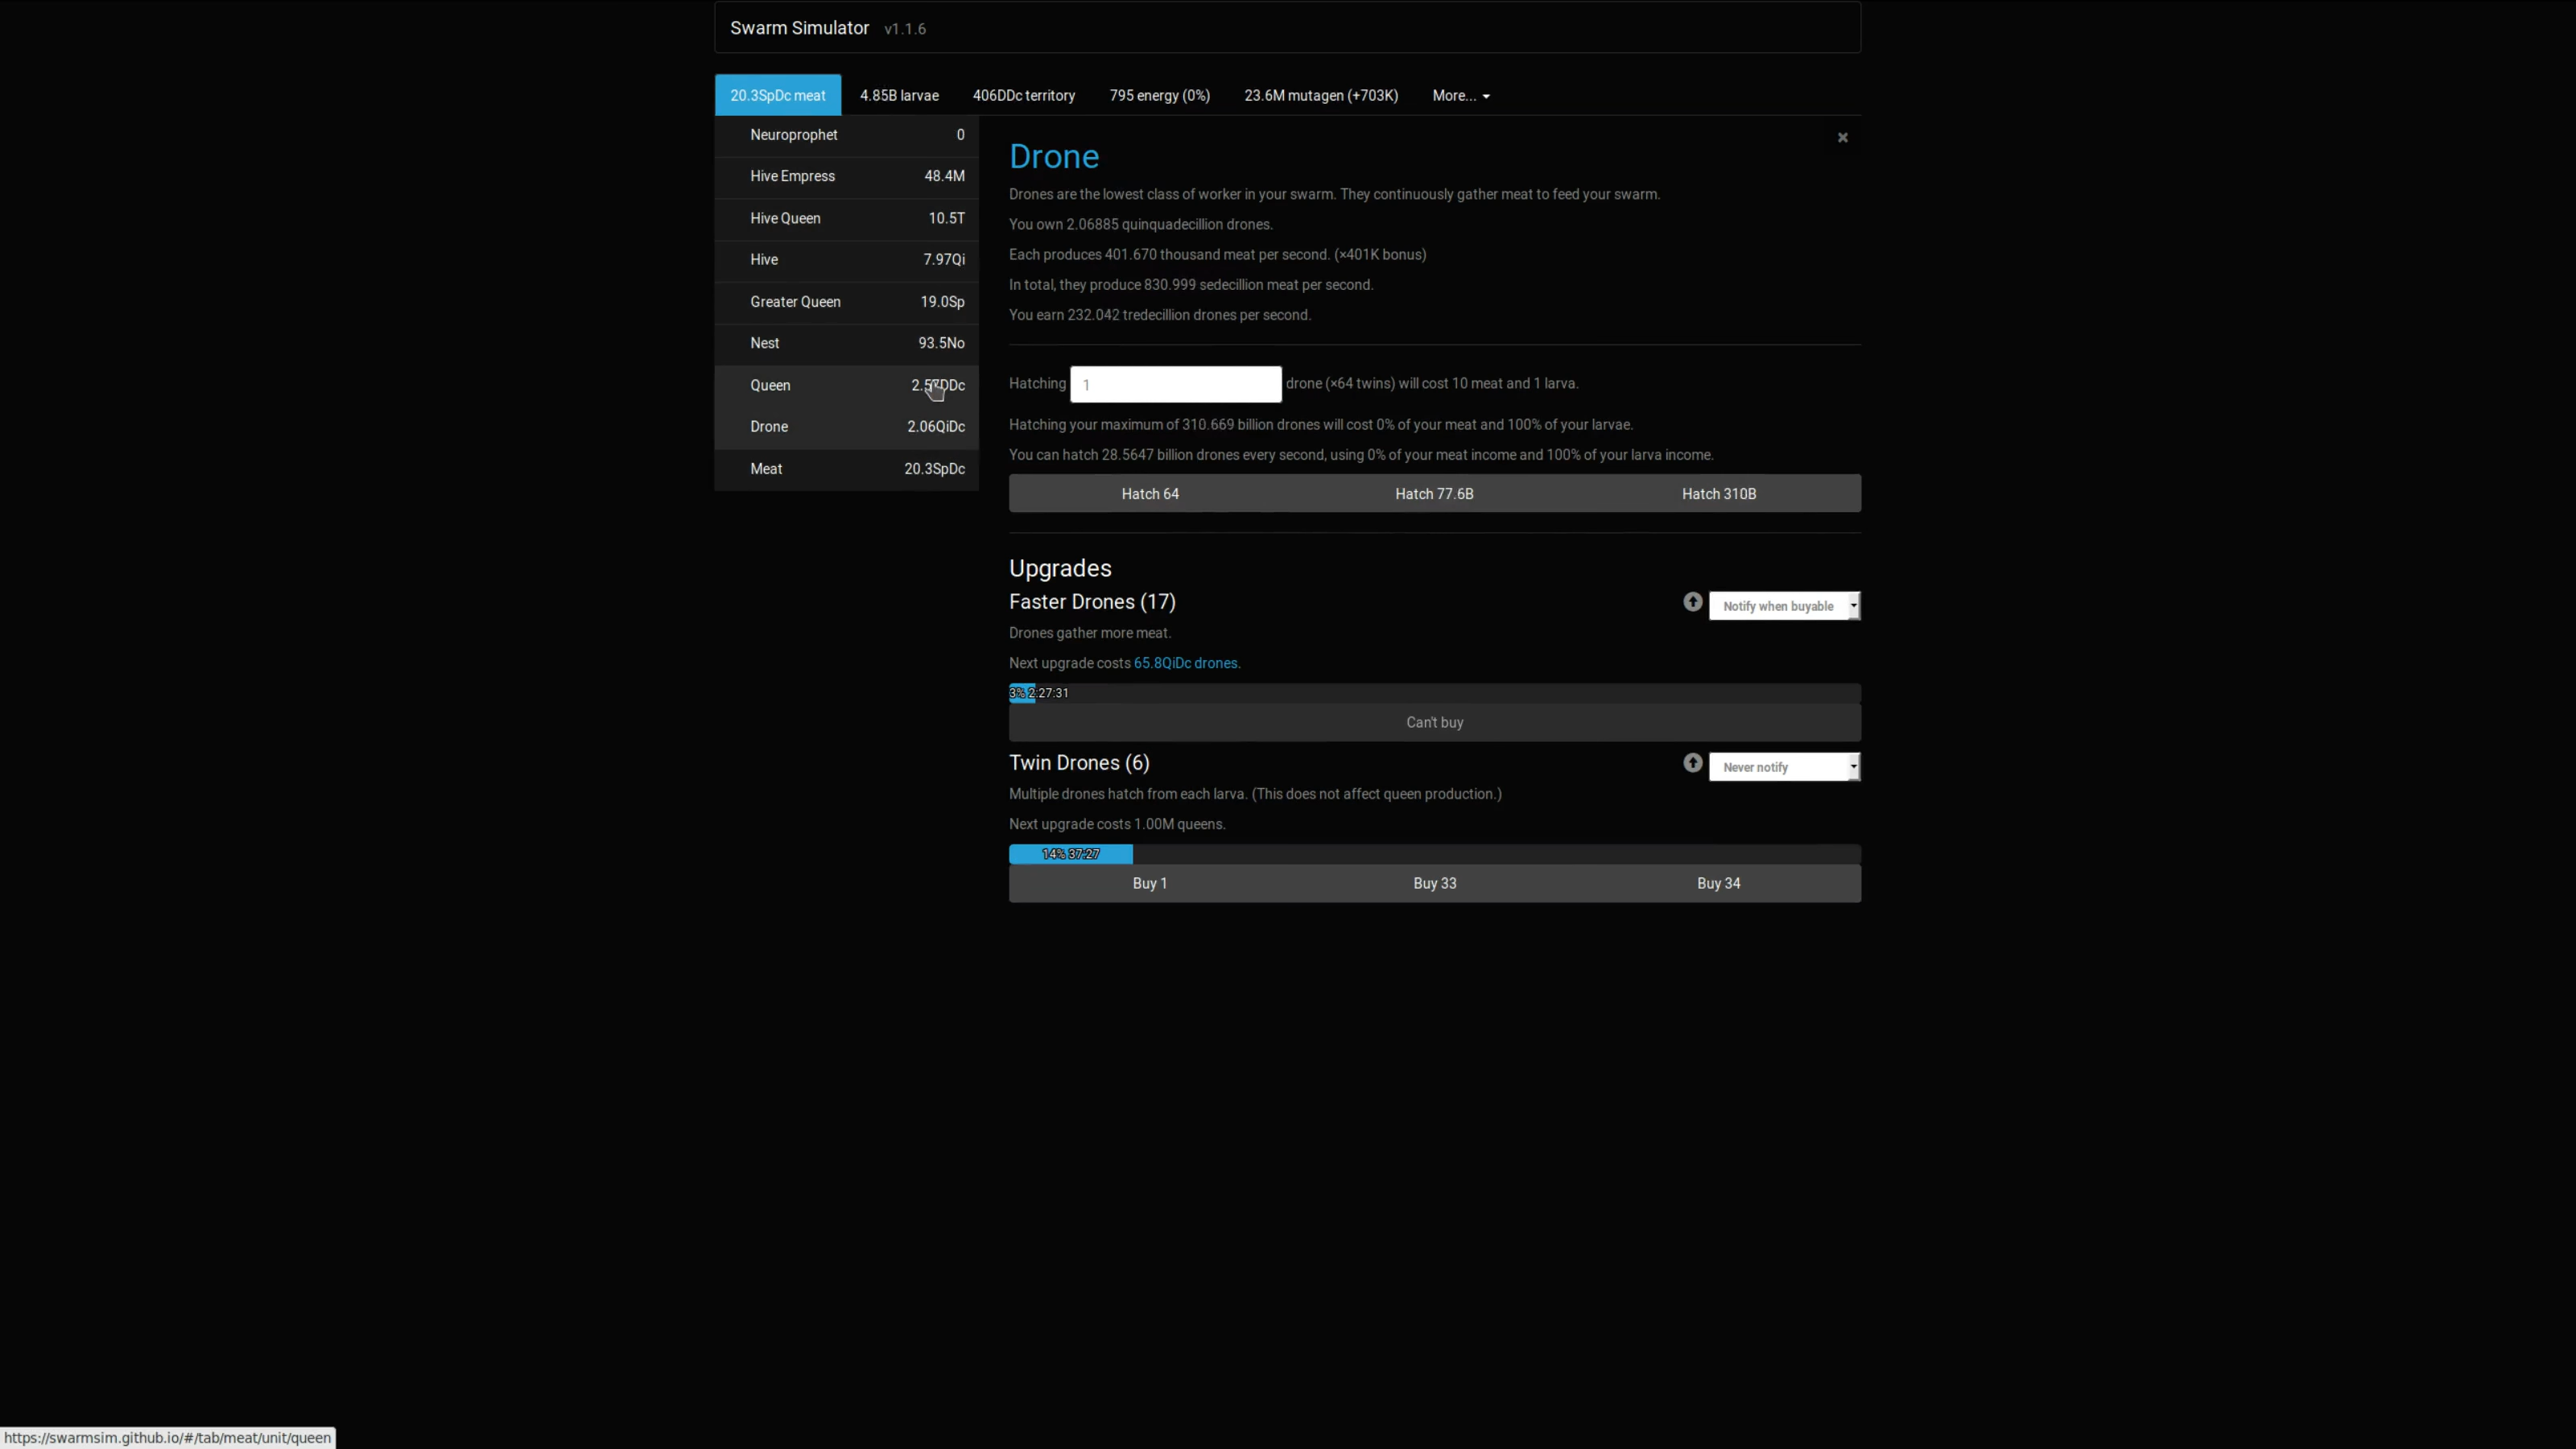 Swarm Simulator v1.1.6
20.3SpDc meat 4.85B larvae 406DDc territory 795 energy (0%) 23.6M mutagen (+703K) More...
Neuroprophet 0
Hive Empress 48.4M
Hive Queen 10.5T
Hive 7.97Qi
Greater Queen 19.0Sp
Nest 93.5No
Queen
Drone 2.06QiDc
Meat 20.3SpDc
Drone
Drones are the lowest class of worker in your swarm. They continuously gather meat to feed your swarm.
You own 2.06885 quinquadecillion drones.
Each produces 401.670 thousand meat per second. (×401K bonus)
In total, they produce 830.999 sedecillion meat per second.
You earn 232.042 tredecillion drones per second.
Hatching 1 drone (×64 twins) will cost 10 meat and 1 larva.
Hatching your maximum of 310.669 billion drones will cost 0% of your meat and 100% of your larvae.
You can hatch 28.5647 billion drones every second, using 0% of your meat income and 100% of your larva income.
Hatch 64 Hatch 77.6B Hatch 310B
Upgrades
Faster Drones (17) Notify when buyable
Drones gather more meat.
Next upgrade costs 65.8QiDc drones.
3% 2:27:31
Can't buy
Twin Drones (6) Never notify
Multiple drones hatch from each larva. (This does not affect queen production.)
Next upgrade costs 1.00M queens.
14% 37:27
Buy 1 Buy 33 Buy 34
https://swarmsim.github.io/#/tab/meat/unit/queen